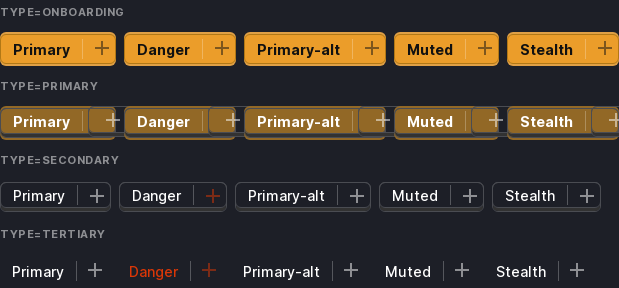 TYPE=ONBOARDING
Primary Danger Primary-alt Muted Stealth
TYPE=PRIMARY
Primary Danger Primary-alt Muted Stealth
TYPE=SECONDARY
Primary Danger Primary-alt Muted Stealth
TYPE=TERTIARY
Primary Danger Primary-alt Muted Stealth